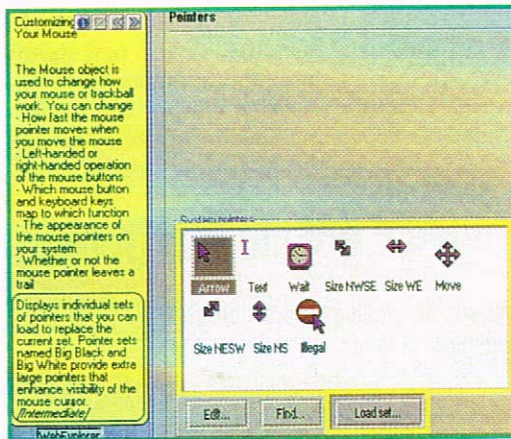 Customizing
Your Mouse
The Mouse object is
used to change how
your mouse or trackball
work. You can change
- How fast the mouse
pointer moves when
you move the mouse
- Left-handed or
right-handed operation
of the mouse buttons
- Which mouse button
and keyboard keys
map to which function
- The appearance of
the mouse pointers on
your system
- Whether or not the
mouse pointer leaves a
trail
Displays individual sets
of pointers that you can
load to replace the
current set. Pointer sets
named Big Black and
Big White provide extra
large pointers that
enhance visibility of the
mouse cursor.
/Intermediate/
WebExplorer
Pointers
System pointers
Arrow Text Wait Size NWSE Size WE Move
Size NESW Size NS Illegal
Edit... Find... Load set...